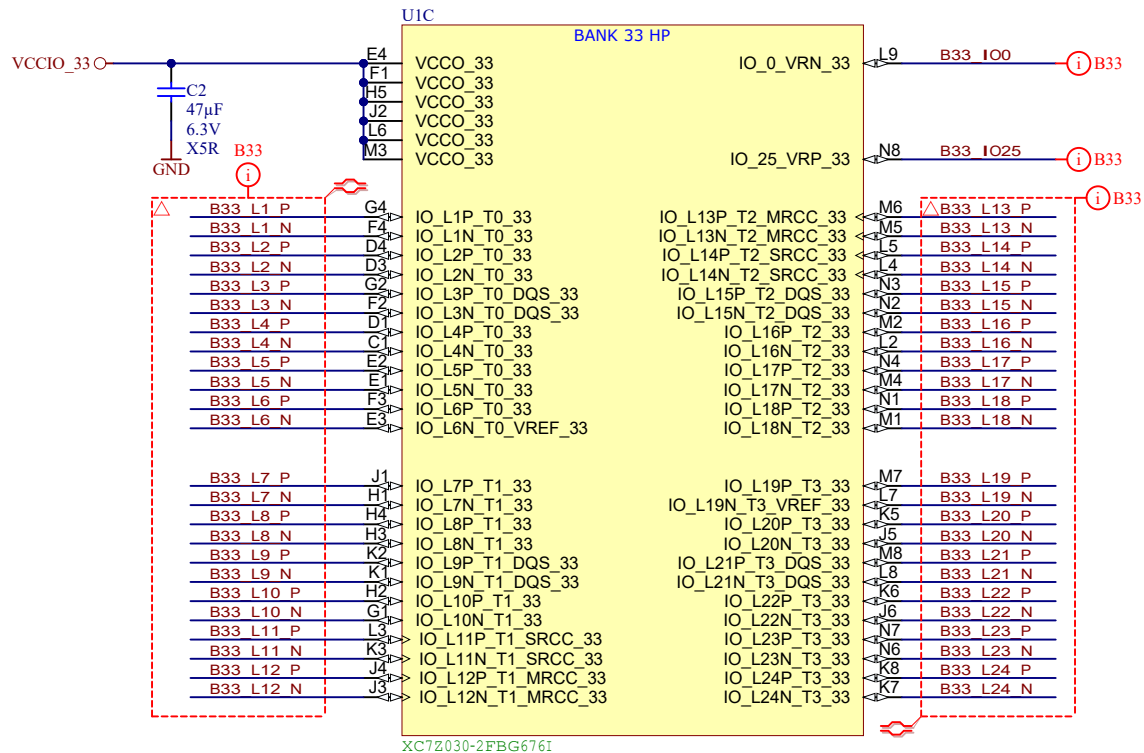 U1C
BANK 33 HP
VCCIO_33 E4 VCCO_33 IO_0_VRN_33 L9 B33_IO0 i B33
F1 VCCO_33
C2 H5 VCCO_33
47µF J2 VCCO_33
6.3V L6 VCCO_33
X5R M3 VCCO_33 IO_25_VRP_33 N8 B33_IO25 i B33
GND
B33 i
i B33
B33_L1_P G4 IO_L1P_T0_33 IO_L13P_T2_MRCC_33 M6 B33_L13_P
B33_L1_N F4 IO_L1N_T0_33 IO_L13N_T2_MRCC_33 M5 B33_L13_N
B33_L2_P D4 IO_L2P_T0_33 IO_L14P_T2_SRCC_33 L5 B33_L14_P
B33_L2_N D3 IO_L2N_T0_33 IO_L14N_T2_SRCC_33 L4 B33_L14_N
B33_L3_P G2 IO_L3P_T0_DQS_33 IO_L15P_T2_DQS_33 N3 B33_L15_P
B33_L3_N F2 IO_L3N_T0_DQS_33 IO_L15N_T2_DQS_33 N2 B33_L15_N
B33_L4_P D1 IO_L4P_T0_33 IO_L16P_T2_33 M2 B33_L16_P
B33_L4_N C1 IO_L4N_T0_33 IO_L16N_T2_33 L2 B33_L16_N
B33_L5_P E2 IO_L5P_T0_33 IO_L17P_T2_33 N4 B33_L17_P
B33_L5_N E1 IO_L5N_T0_33 IO_L17N_T2_33 M4 B33_L17_N
B33_L6_P F3 IO_L6P_T0_33 IO_L18P_T2_33 N1 B33_L18_P
B33_L6_N E3 IO_L6N_T0_VREF_33 IO_L18N_T2_33 M1 B33_L18_N
B33_L7_P J1 IO_L7P_T1_33 IO_L19P_T3_33 M7 B33_L19_P
B33_L7_N H1 IO_L7N_T1_33 IO_L19N_T3_VREF_33 L7 B33_L19_N
B33_L8_P H4 IO_L8P_T1_33 IO_L20P_T3_33 K5 B33_L20_P
B33_L8_N H3 IO_L8N_T1_33 IO_L20N_T3_33 J5 B33_L20_N
B33_L9_P K2 IO_L9P_T1_DQS_33 IO_L21P_T3_DQS_33 M8 B33_L21_P
B33_L9_N K1 IO_L9N_T1_DQS_33 IO_L21N_T3_DQS_33 L8 B33_L21_N
B33_L10_P H2 IO_L10P_T1_33 IO_L22P_T3_33 K6 B33_L22_P
B33_L10_N G1 IO_L10N_T1_33 IO_L22N_T3_33 J6 B33_L22_N
B33_L11_P L3 IO_L11P_T1_SRCC_33 IO_L23P_T3_33 N7 B33_L23_P
B33_L11_N K3 IO_L11N_T1_SRCC_33 IO_L23N_T3_33 N6 B33_L23_N
B33_L12_P J4 IO_L12P_T1_MRCC_33 IO_L24P_T3_33 K8 B33_L24_P
B33_L12_N J3 IO_L12N_T1_MRCC_33 IO_L24N_T3_33 K7 B33_L24_N
XC7Z030-2FBG676I